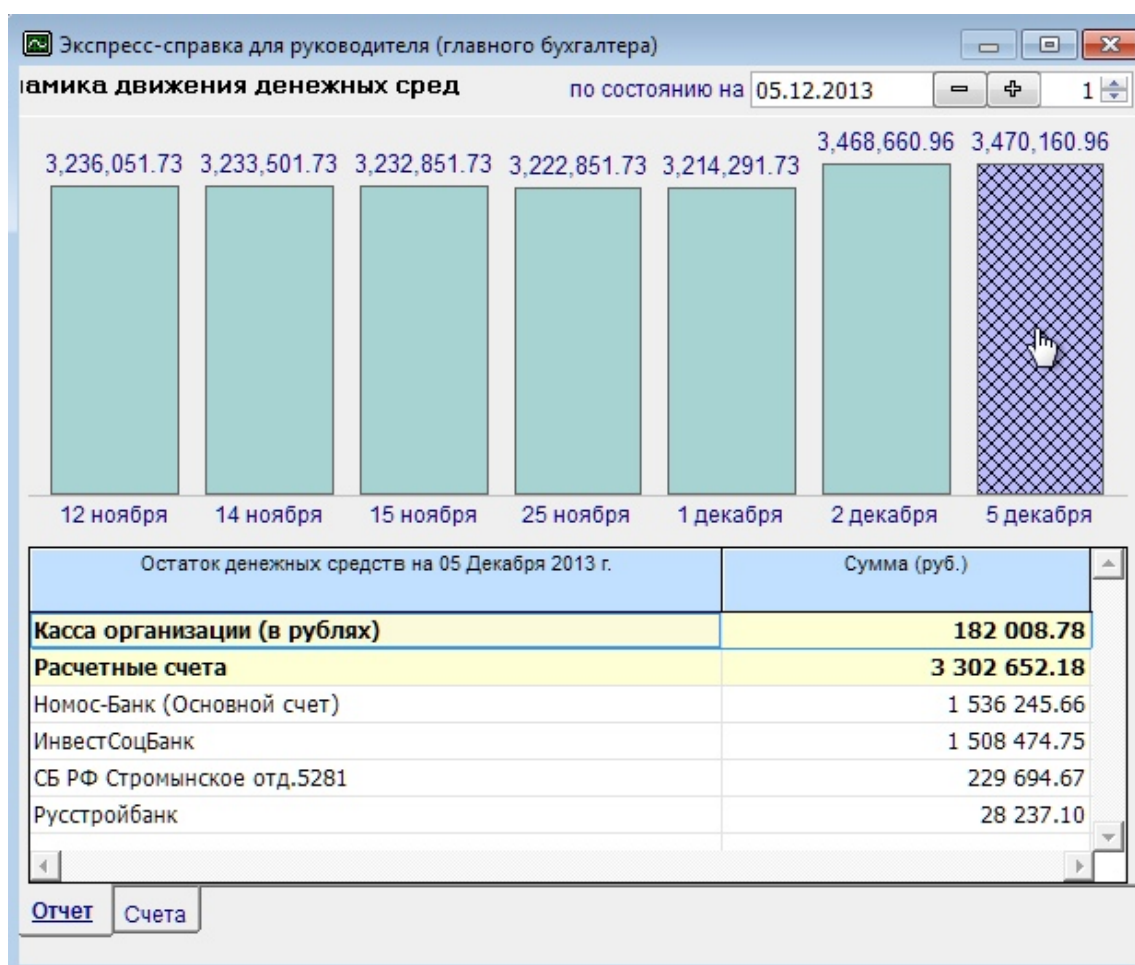 Экспресс-справка для руководителя (главного бухгалтера)
амика движения денежных сред по состоянию на 05.12.2013 1
3,236,051.73 3,233,501.73 3,232,851.73 3,222,851.73 3,214,291.73 3,468,660.96 3,470,160.96
12 ноября 14 ноября 15 ноября 25 ноября 1 декабря 2 декабря 5 декабря
Остаток денежных средств на 05 Декабря 2013 г. Сумма (руб.)
Касса организации (в рублях) 182 008.78
Расчетные счета 3 302 652.18
Номос-Банк (Основной счет) 1 536 245.66
ИнвестСоцБанк 1 508 474.75
СБ РФ Стромынское отд.5281 229 694.67
Русстройбанк 28 237.10
Отчет Счета